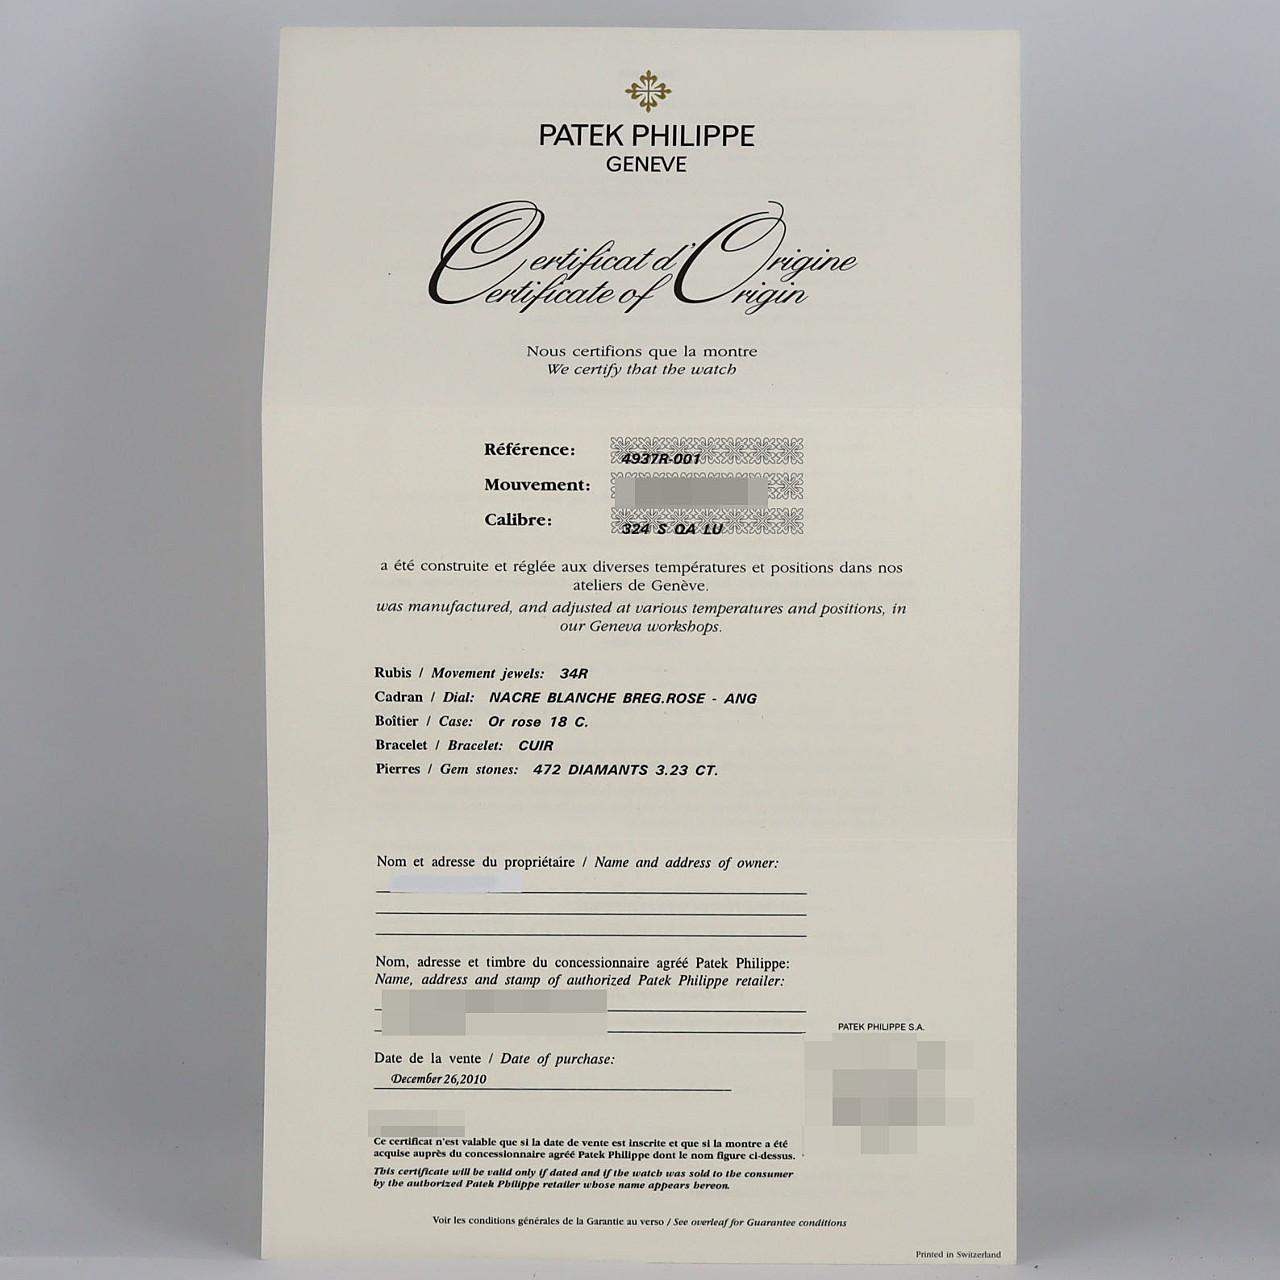 PATEK PHILIPPE
GENEVE
Certificat d'Origine
Certificate of Origin
Nous certifions que la montre
We certify that the watch
Référence: 4937R-001
Mouvement:
Calibre: 324 S QA LU
a été construite et réglée aux diverses températures et positions dans nos
ateliers de Genève.
was manufactured, and adjusted at various temperatures and positions, in
our Geneva workshops.
Rubis / Movement jewels: 34R
Cadran / Dial: NACRE BLANCHE BREG.ROSE - ANG
Boîtier / Case: Or rose 18 C.
Bracelet / Bracelet: CUIR
Pierres / Gem stones: 472 DIAMANTS 3.23 CT.
Nom et adresse du propriétaire / Name and address of owner:
Nom, adresse et timbre du concessionnaire agréé Patek Philippe:
Name, address and stamp of authorized Patek Philippe retailer:
PATEK PHILIPPE S.A.
Date de la vente / Date of purchase:
December 26,2010
Ce certificat n'est valable que si la date de vente est inscrite et que si la montre a été
acquise auprès du concessionnaire agréé Patek Philippe dont le nom figure ci-dessus.
This certificate will be valid only if dated and if the watch was sold to the consumer
by the authorized Patek Philippe retailer whose name appears hereon.
Voir les conditions générales de la Garantie au verso / See overleaf for Guarantee conditions
Printed in Switzerland